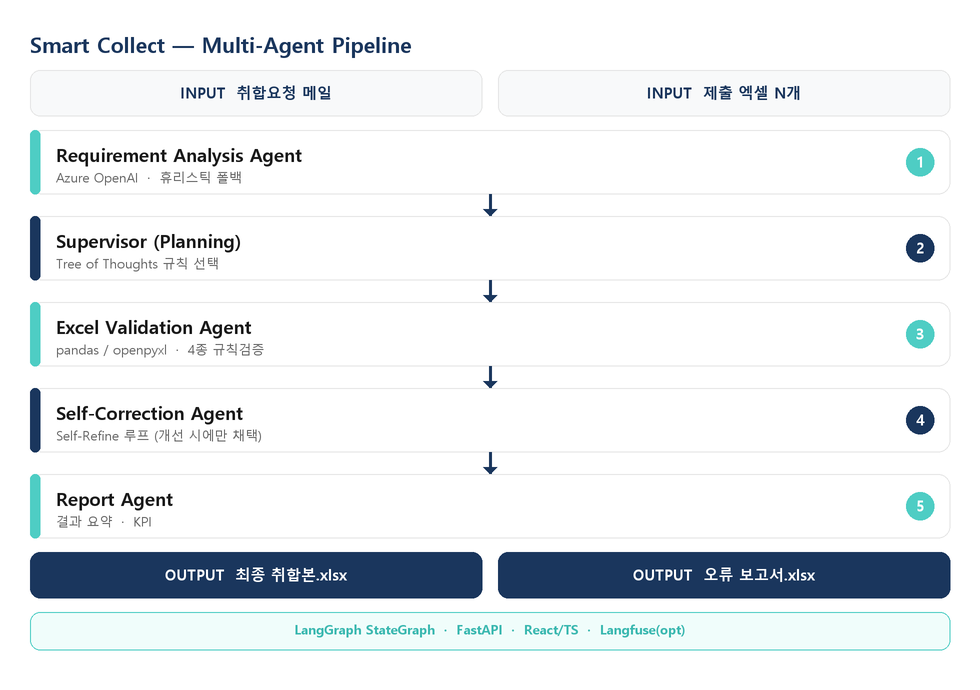 Smart Collect — Multi-Agent Pipeline
INPUT 취합요청 메일
INPUT 제출 엑셀 N개
Requirement Analysis Agent
Azure OpenAI · 휴리스틱 폴백
1
Supervisor (Planning)
Tree of Thoughts 규칙 선택
2
Excel Validation Agent
pandas / openpyxl · 4종 규칙검증
3
Self-Correction Agent
Self-Refine 루프 (개선 시에만 채택)
4
Report Agent
결과 요약 · KPI
5
OUTPUT 최종 취합본.xlsx
OUTPUT 오류 보고서.xlsx
LangGraph StateGraph · FastAPI · React/TS · Langfuse(opt)